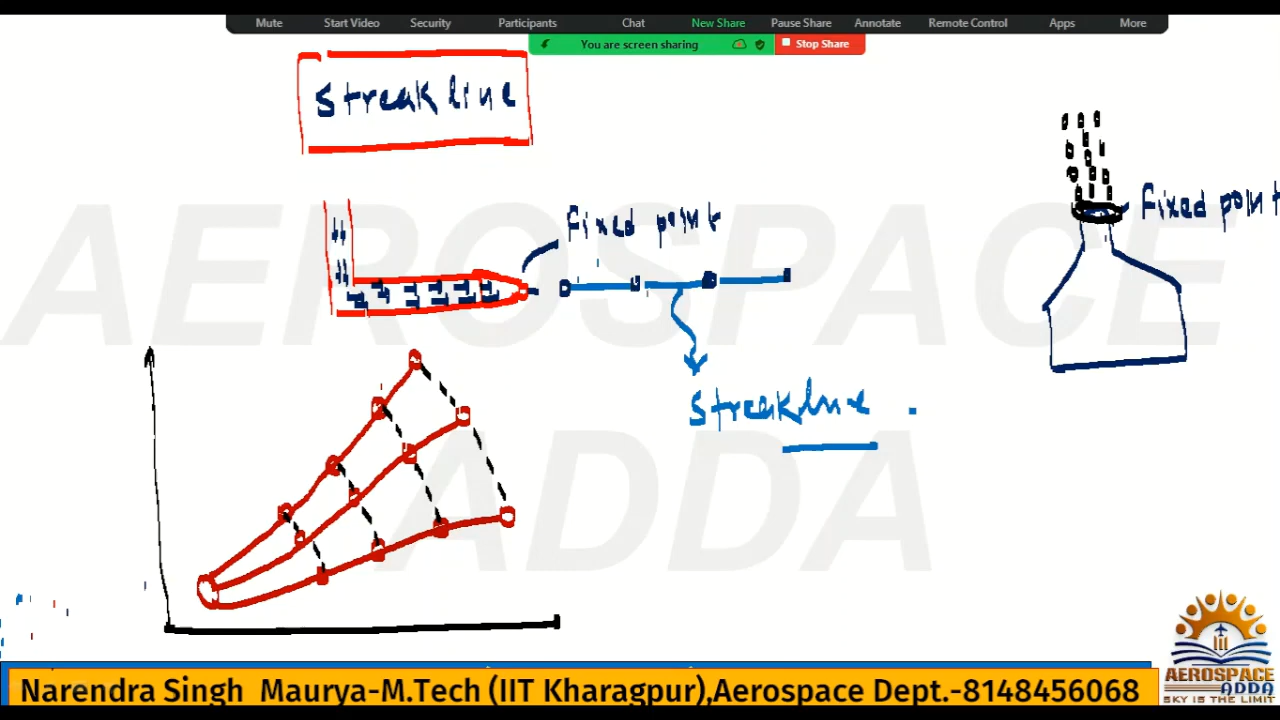 Mute Start Video Security Participants Chat New Share Pause Share Annotate Remote Control Apps More
You are screen sharing Stop Share
Streakline
Fixed point
Fixed point
Streakline
AEROSPACE
ADDA
Narendra Singh Maurya-M.Tech (IIT Kharagpur),Aerospace Dept.-8148456068
AEROSPACE
ADDA
SKY IS THE LIMIT